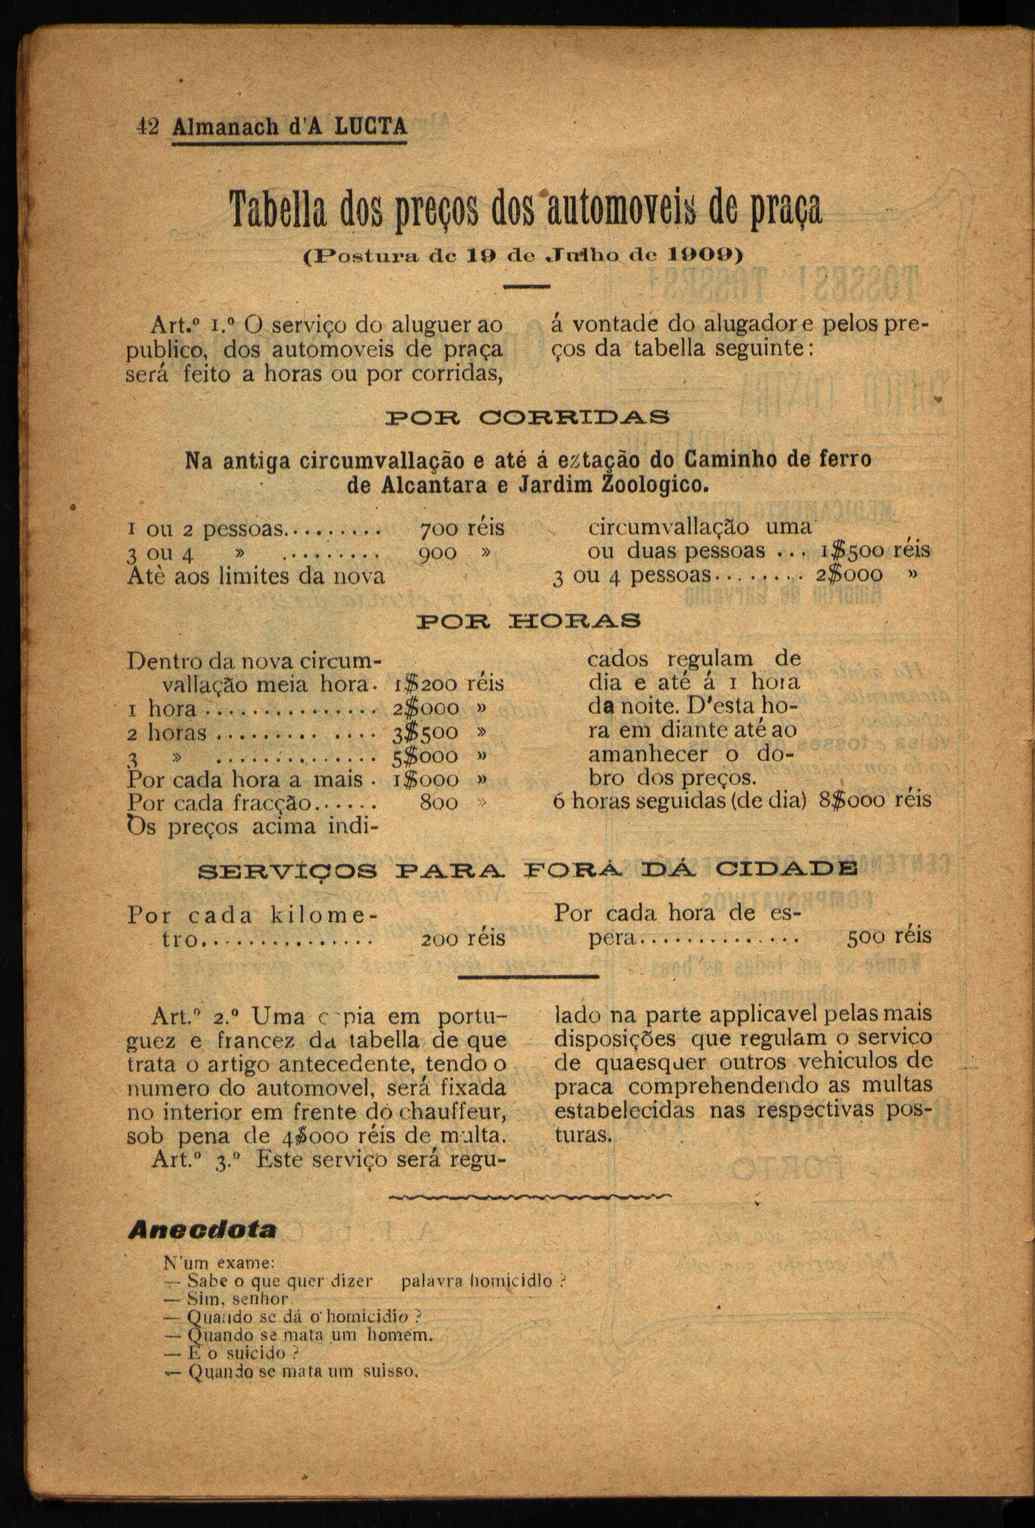 42 Almanach d'A LUCTA
Tabella dos preços dos automoveis de praça
(Postura de 19 de Julho de 1909)
Art.º 1.º O serviço do aluguer ao
publico, dos automoveis de praça
será feito a horas ou por corridas,
á vontade do alugador e pelos pre-
ços da tabella seguinte:
POR CORRIDAS
Na antiga circumvallação e até á estação do Caminho de ferro
de Alcantara e Jardim Zoologico.
1 ou 2 pessoas.......... 700 réis
3 ou 4 » ......... 900 »
Atè aos limites da nova
circumvallação uma
ou duas pessoas ... 1$500 réis
3 ou 4 pessoas........ 2$000 »
POR HORAS
Dentro da nova circum-
vallação meia hora. 1$200 réis
1 hora ............... 2$000 »
2 horas ......... .... 3$500 »
3 » .............. 5$000 »
Por cada hora a mais . 1$000 »
Por cada fracção...... 800 »
Os preços acima indi-
cados regulam de
dia e até á 1 hora
da noite. D'esta ho-
ra em diante até ao
amanhecer o do-
bro dos preços.
6 horas seguidas (de dia) 8$000 réis
SERVIÇOS PARA FORA DA CIDADE
Por cada kilome-
tro................ 200 réis
Por cada hora de es-
pera.............. 500 réis
Art.º 2.º Uma c pia em portu-
guez e francez da tabella de que
trata o artigo antecedente, tendo o
numero do automovel, será fixada
no interior em frente do chauffeur,
sob pena de 4$000 réis de multa.
Art.º 3.º Este serviço será regu-
lado na parte applicavel pelas mais
disposições que regulam o serviço
de quaesquer outros vehiculos de
praca comprehendendo as multas
estabelecidas nas respectivas pos-
turas.
Anecdota
N'um exame:
— Sabe o que quer dizer palavra homicidio ?
— Sim, senhor
— Quando se dá o homicidio ?
— Quando se mata um homem.
— E o suicido ?
— Quando se mata um suisso.